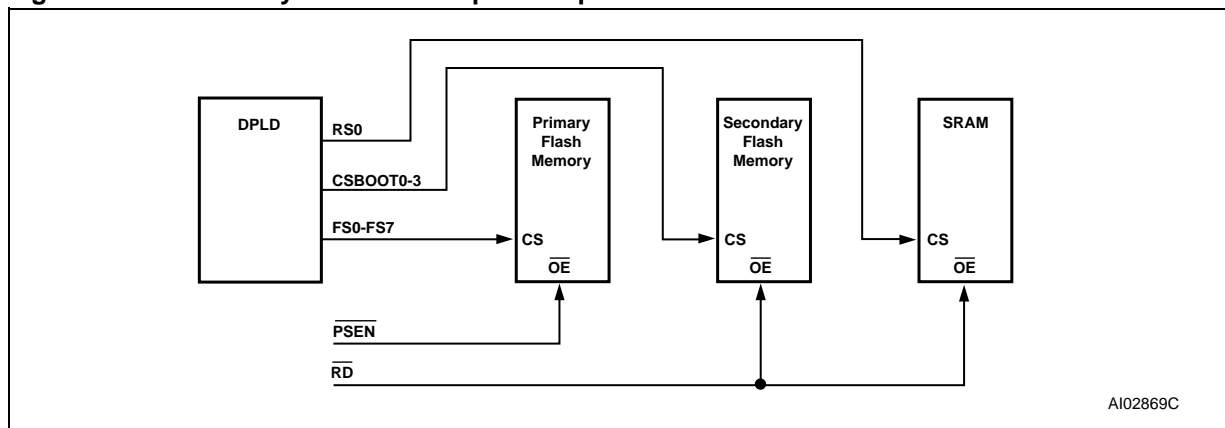 DPLD
RS0
CSBOOT0-3
FS0-FS7
Primary
Flash
Memory
CS
OE
Secondary
Flash
Memory
CS
OE
SRAM
CS
OE
PSEN
RD
AI02869C